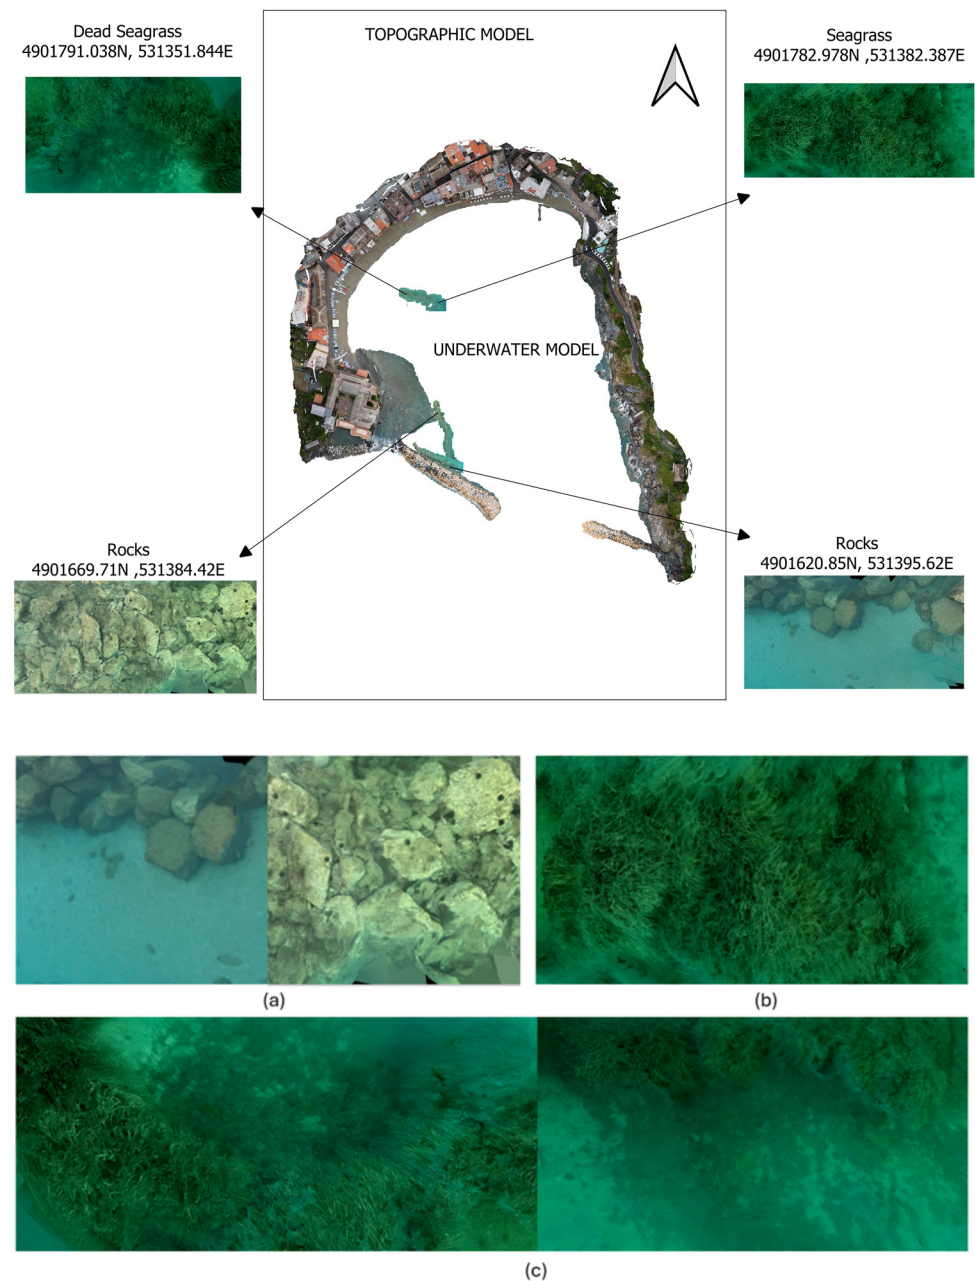 Dead Seagrass
4901791.038N, 531351.844E
TOPOGRAPHIC MODEL
Seagrass
4901782.978N ,531382.387E
UNDERWATER MODEL
Rocks
4901669.71N ,531384.42E
Rocks
4901620.85N, 531395.62E
(a)
(b)
(c)